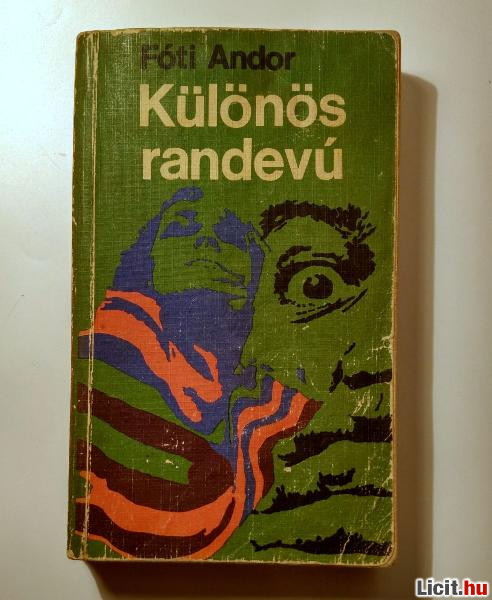 Fóti Andor
Különös
randevú
Licit.hu